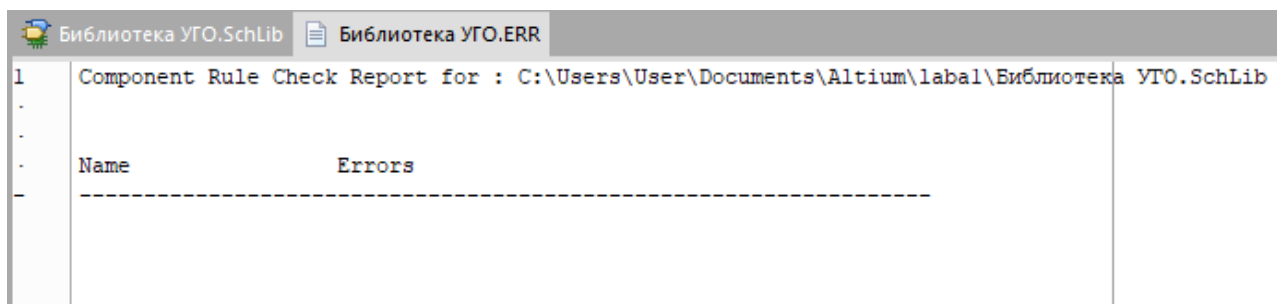 Библиотека УГО.SchLib Библиотека УГО.ERR
1 Component Rule Check Report for : C:\Users\User\Documents\Altium\laba1\Библиотека УГО.SchLib
Name Errors
------------------------------------------------------------------